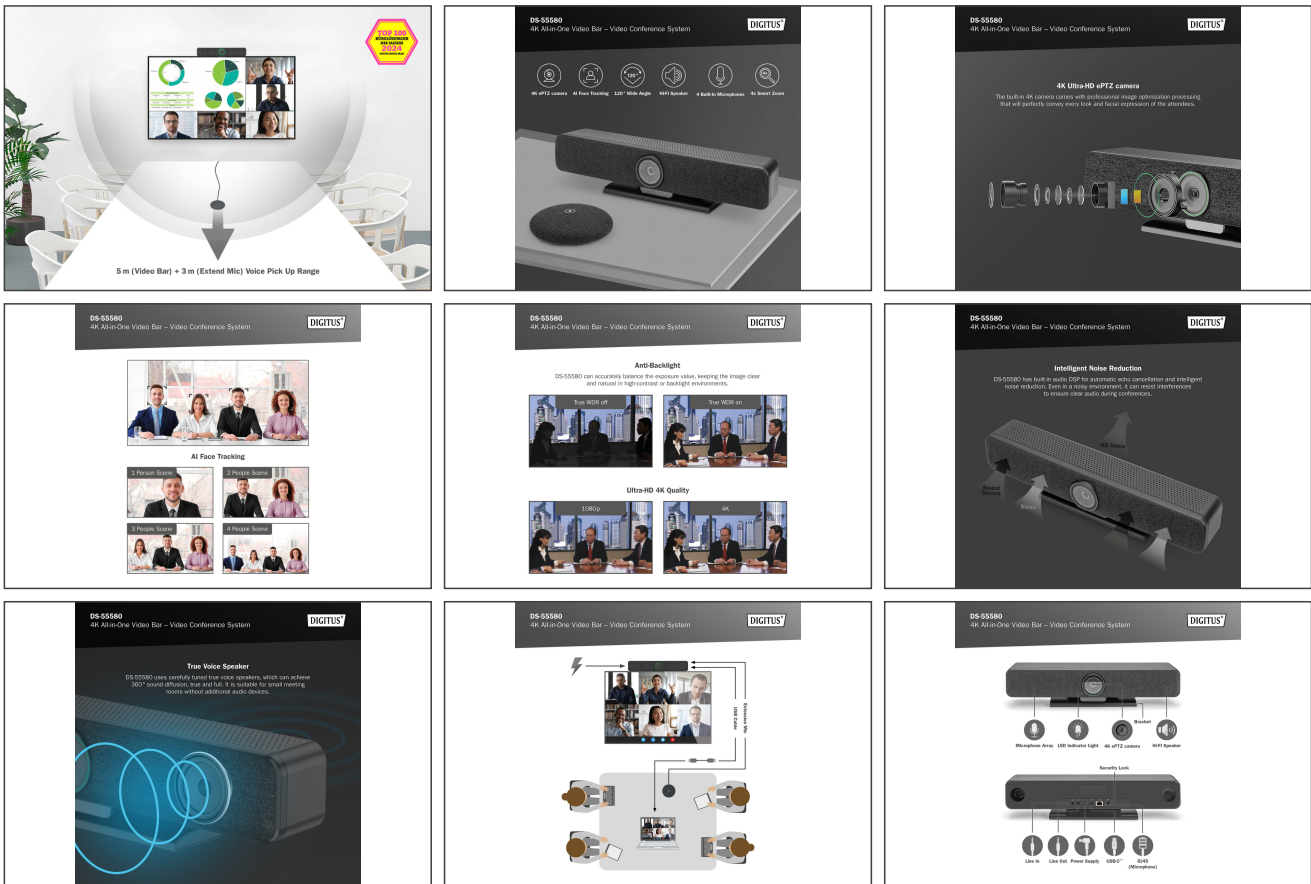 TOP 100
BÜROLÖSUNGEN
DES JAHRES
2024
5 m (Video Bar) + 3 m (Extend Mic) Voice Pick Up Range
DS-55580
4K All-in-One Video Bar – Video Conference System
DIGITUS®
4K ePTZ camera
AI Face Tracking
120° Wide Angle
Hi-Fi Speaker
4 Built-In Microphones
4x Smart Zoom
120°
4x
DS-55580
4K All-in-One Video Bar – Video Conference System
DIGITUS®
4K Ultra-HD ePTZ camera
The built-in 4K camera comes with professional image optimization processing
that will perfectly convey every look and facial expression of the attendees.
DS-55580
4K All-in-One Video Bar – Video Conference System
DIGITUS®
AI Face Tracking
1 Person Scene
2 People Scene
3 People Scene
4 People Scene
DS-55580
4K All-in-One Video Bar – Video Conference System
DIGITUS®
Anti-Backlight
DS-55580 can accurately balance the exposure value, keeping the image clear
and natural in high-contrast or backlight environments.
True WDR off
True WDR on
Ultra-HD 4K Quality
1080p
4K
DS-55580
4K All-in-One Video Bar – Video Conference System
DIGITUS®
Intelligent Noise Reduction
DS-55580 has built-in audio DSP for automatic echo cancellation and intelligent
noise reduction. Even in a noisy environment, it can resist interferences
to ensure clear audio during conferences.
HD Voice
Sound
Source
Noise
DS-55580
4K All-in-One Video Bar – Video Conference System
DIGITUS®
True Voice Speaker
DS-55580 uses carefully tuned true voice speakers, which can achieve
360° sound diffusion, true and full. It is suitable for small meeting
rooms without additional audio devices.
DS-55580
4K All-in-One Video Bar – Video Conference System
DIGITUS®
USB Cable
Extension Mic
DS-55580
4K All-in-One Video Bar – Video Conference System
DIGITUS®
Bracket
Microphone Array
LED Indicator Light
4K ePTZ camera
Hi-Fi Speaker
Security Lock
Line In
Line Out
Power Supply
USB-C™
RJ45
(Microphone)